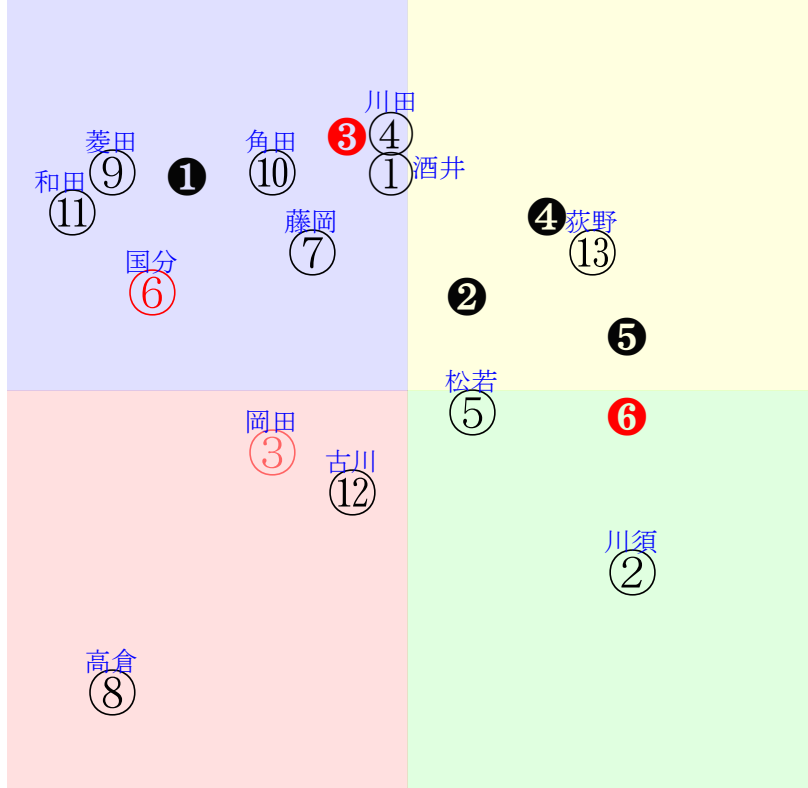 川田
❸
④
菱田
角田
酒井
⑨
❶
⑩
①
和田
⑪
藤岡
❹
荻野
⑦
⑬
国分
⑥
❷
❺
松若
⑤
❻
岡田
③
古川
⑫
川須
②
高倉
⑧